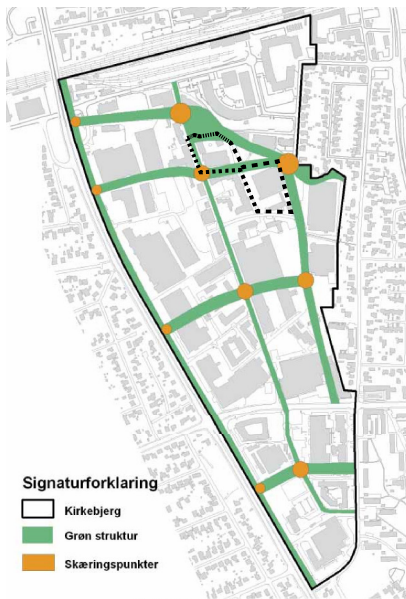 Signaturforklaring
Kirkebjerg
Grøn struktur
Skæringspunkter